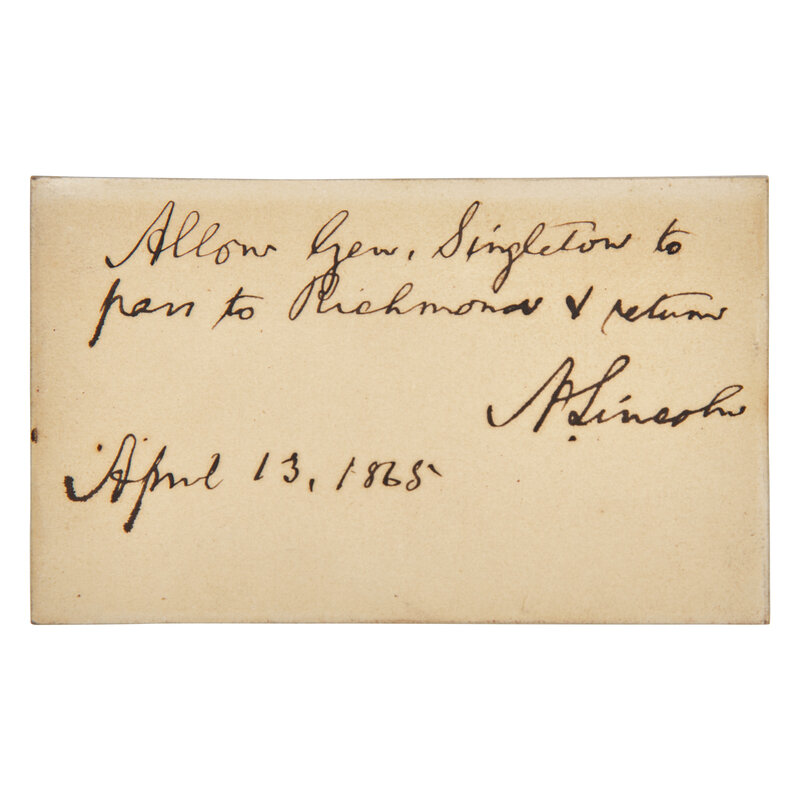 Allow Gen. Singleton to
pass to Richmond & return
A. Lincoln
April 13, 1865